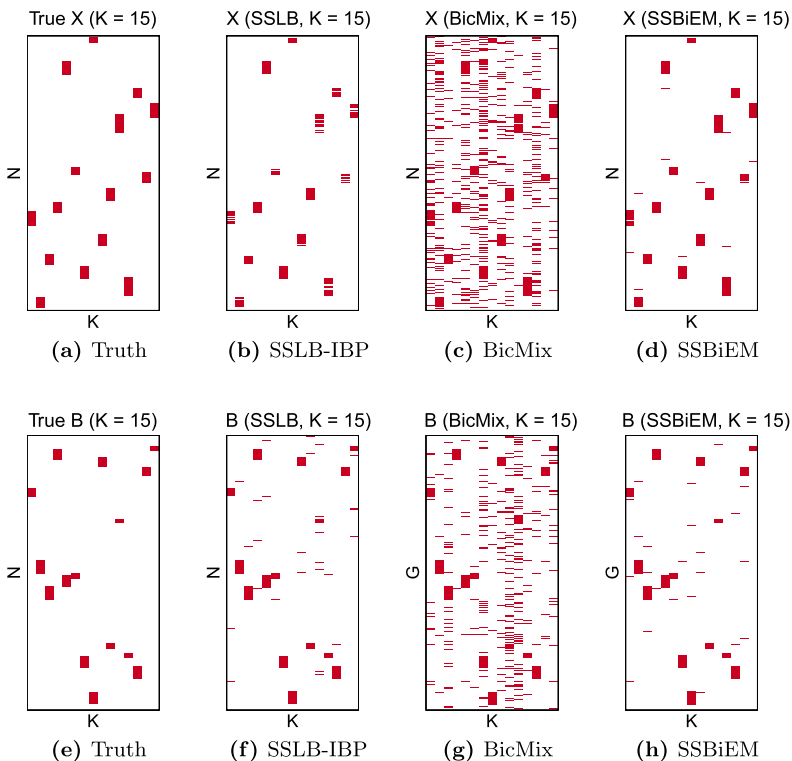 True X (K = 15) X (SSLB, K = 15) X (BicMix, K = 15) X (SSBiEM, K = 15)
N N N N
K K K K
(a) Truth (b) SSLB-IBP (c) BicMix (d) SSBiEM
True B (K = 15) B (SSLB, K = 15) B (BicMix, K = 15) B (SSBiEM, K = 15)
N N G G
K K K K
(e) Truth (f) SSLB-IBP (g) BicMix (h) SSBiEM